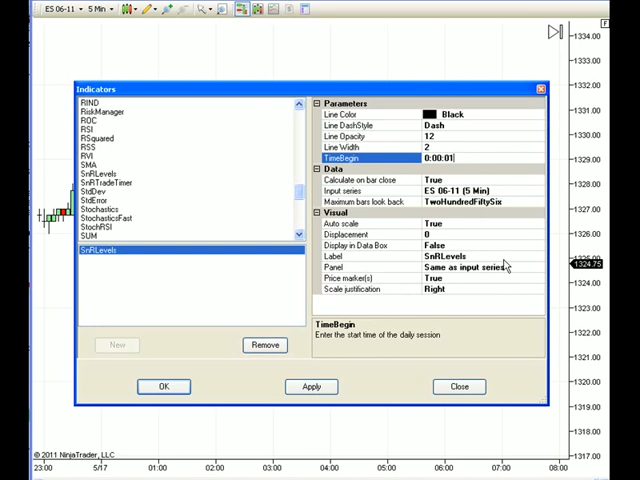 ES 06-11
5 Min
F
Indicators
RIND
RiskManager
ROC
RSI
RSquared
RSS
RVI
SMA
SnRLevels
SnRTradeTimer
StdDev
StdError
Stochastics
StochasticsFast
StochRSI
SUM
SnRLevels
New
Remove
Parameters
Line Color Black
Line DashStyle Dash
Line Opacity 12
Line Width 2
TimeBegin 0:00:01
Data
Calculate on bar close True
Input series ES 06-11 (5 Min)
Maximum bars look back TwoHundredFiftySix
Visual
Auto scale True
Displacement 0
Display in Data Box False
Label SnRLevels
Panel Same as input series
Price marker(s) True
Scale justification Right
TimeBegin
Enter the start time of the daily session
OK
Apply
Close
1334.00
1332.00
1331.00
1330.00
1329.00
1328.00
1327.00
1326.00
1325.00
1324.75
1323.00
1322.00
1321.00
1320.00
1319.00
1318.00
1317.00
© 2011 NinjaTrader, LLC
23:00 5/17 01:00 02:00 03:00 04:00 05:00 06:00 07:00 08:00